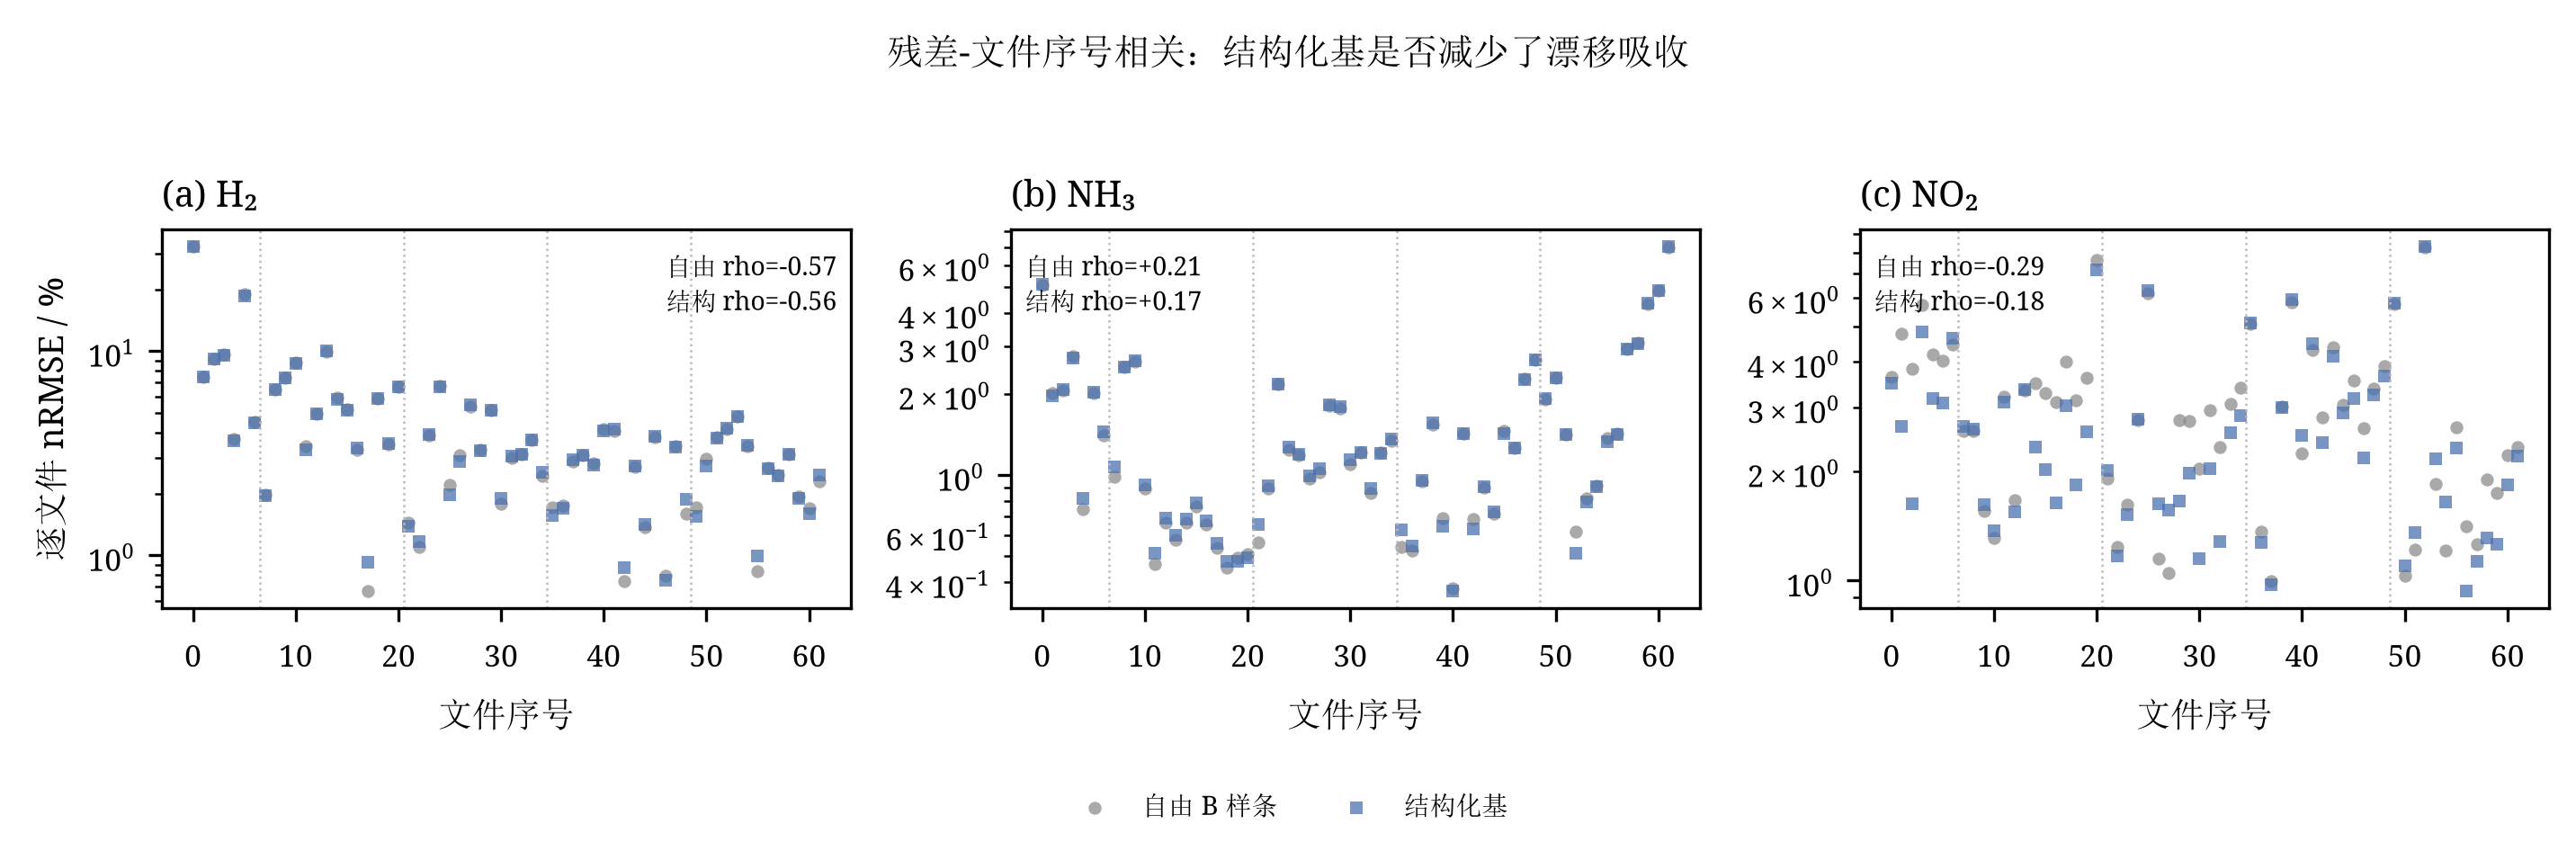 残差-文件序号相关：结构化基是否减少了漂移吸收
(a) H₂
(b) NH₃
(c) NO₂
逐文件 nRMSE / %
10¹
10⁰
自由 rho=-0.57
结构 rho=-0.56
0 10 20 30 40 50 60
文件序号
6 × 10⁰
4 × 10⁰
3 × 10⁰
2 × 10⁰
10⁰
6 × 10⁻¹
4 × 10⁻¹
自由 rho=+0.21
结构 rho=+0.17
0 10 20 30 40 50 60
文件序号
6 × 10⁰
4 × 10⁰
3 × 10⁰
2 × 10⁰
10⁰
自由 rho=-0.29
结构 rho=-0.18
0 10 20 30 40 50 60
文件序号
自由 B 样条
结构化基